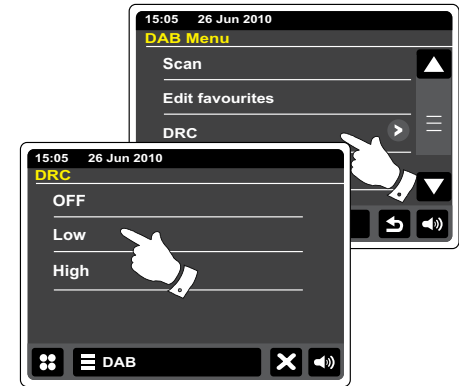 15:05 26 Jun 2010
DAB Menu
Scan
Edit favourites
DRC
15:05 26 Jun 2010
DRC
OFF
Low
High
DAB